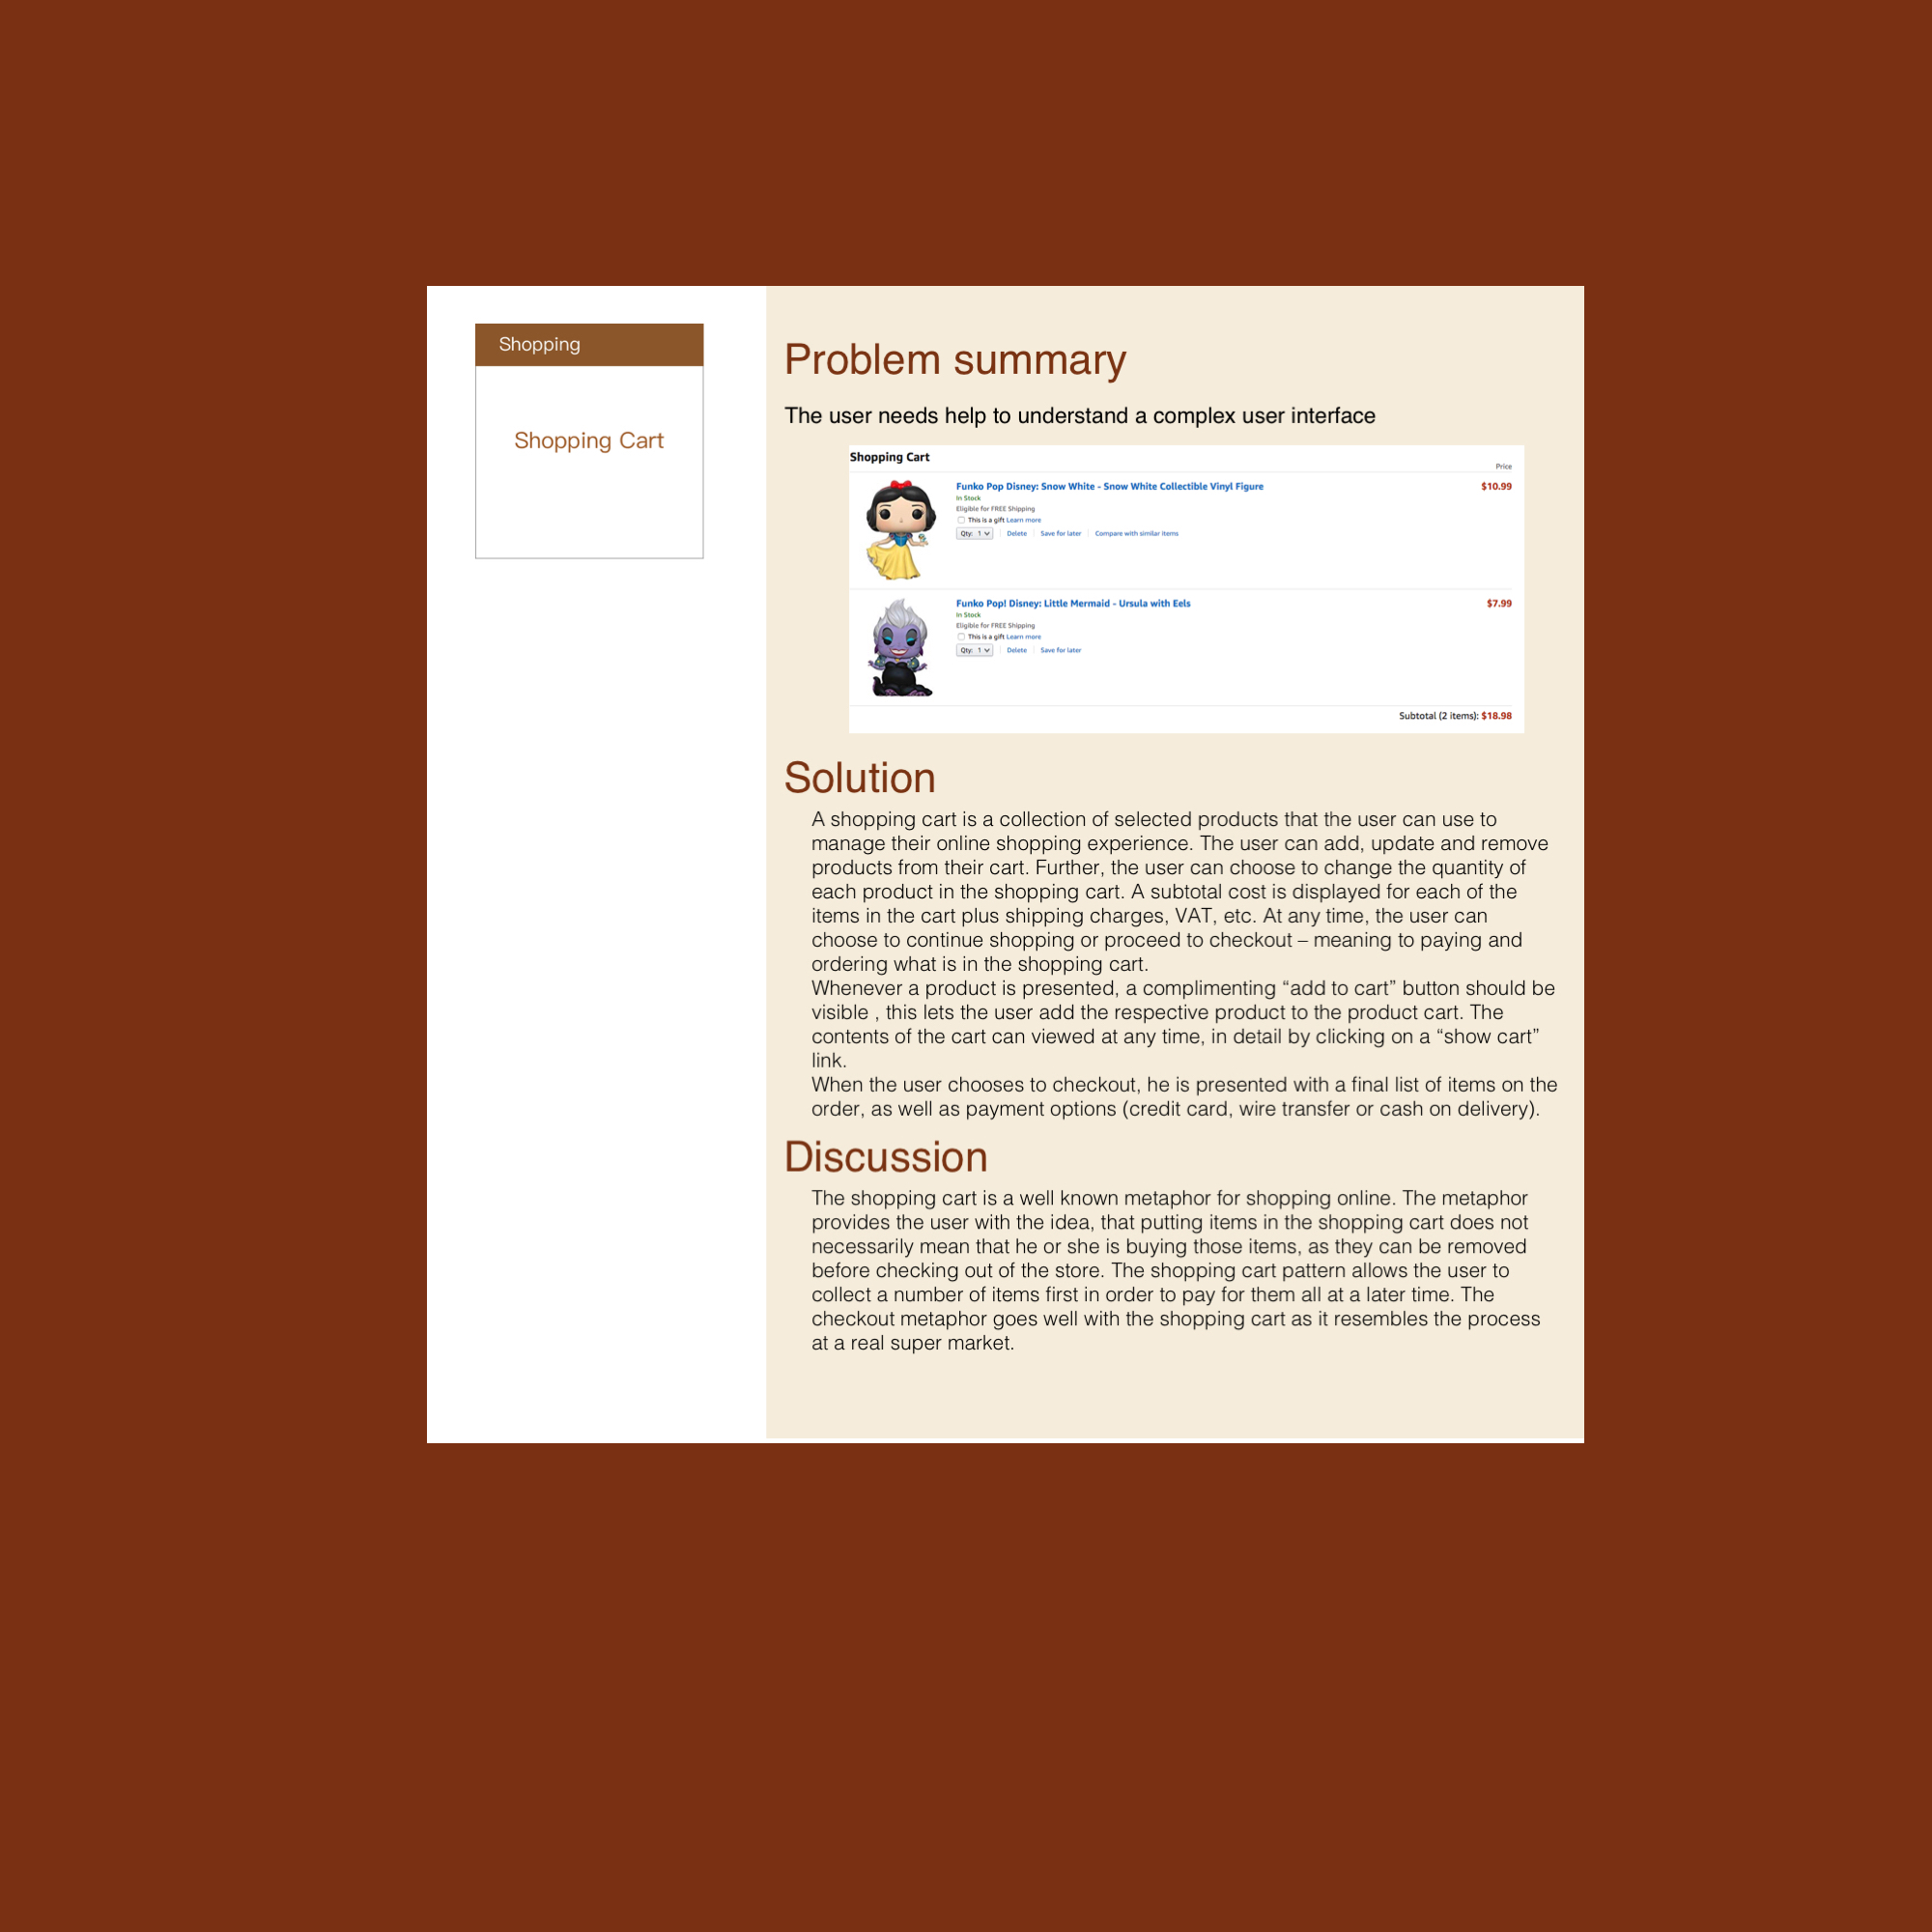 Shopping
Shopping Cart
Problem summary
The user needs help to understand a complex user interface
Shopping Cart
Price
Funko Pop Disney: Snow White - Snow White Collectible Vinyl Figure
$10.99
In Stock
Eligible for FREE Shipping
This is a gift Learn more
Qty: 1
Delete
Save for later
Compare with similar items
Funko Pop! Disney: Little Mermaid - Ursula with Eels
$7.99
In Stock
Eligible for FREE Shipping
This is a gift Learn more
Qty: 1
Delete
Save for later
Subtotal (2 items): $18.98
Solution
A shopping cart is a collection of selected products that the user can use to
manage their online shopping experience. The user can add, update and remove
products from their cart. Further, the user can choose to change the quantity of
each product in the shopping cart. A subtotal cost is displayed for each of the
items in the cart plus shipping charges, VAT, etc. At any time, the user can
choose to continue shopping or proceed to checkout – meaning to paying and
ordering what is in the shopping cart.
Whenever a product is presented, a complimenting “add to cart” button should be
visible , this lets the user add the respective product to the product cart. The
contents of the cart can viewed at any time, in detail by clicking on a “show cart”
link.
When the user chooses to checkout, he is presented with a final list of items on the
order, as well as payment options (credit card, wire transfer or cash on delivery).
Discussion
The shopping cart is a well known metaphor for shopping online. The metaphor
provides the user with the idea, that putting items in the shopping cart does not
necessarily mean that he or she is buying those items, as they can be removed
before checking out of the store. The shopping cart pattern allows the user to
collect a number of items first in order to pay for them all at a later time. The
checkout metaphor goes well with the shopping cart as it resembles the process
at a real super market.